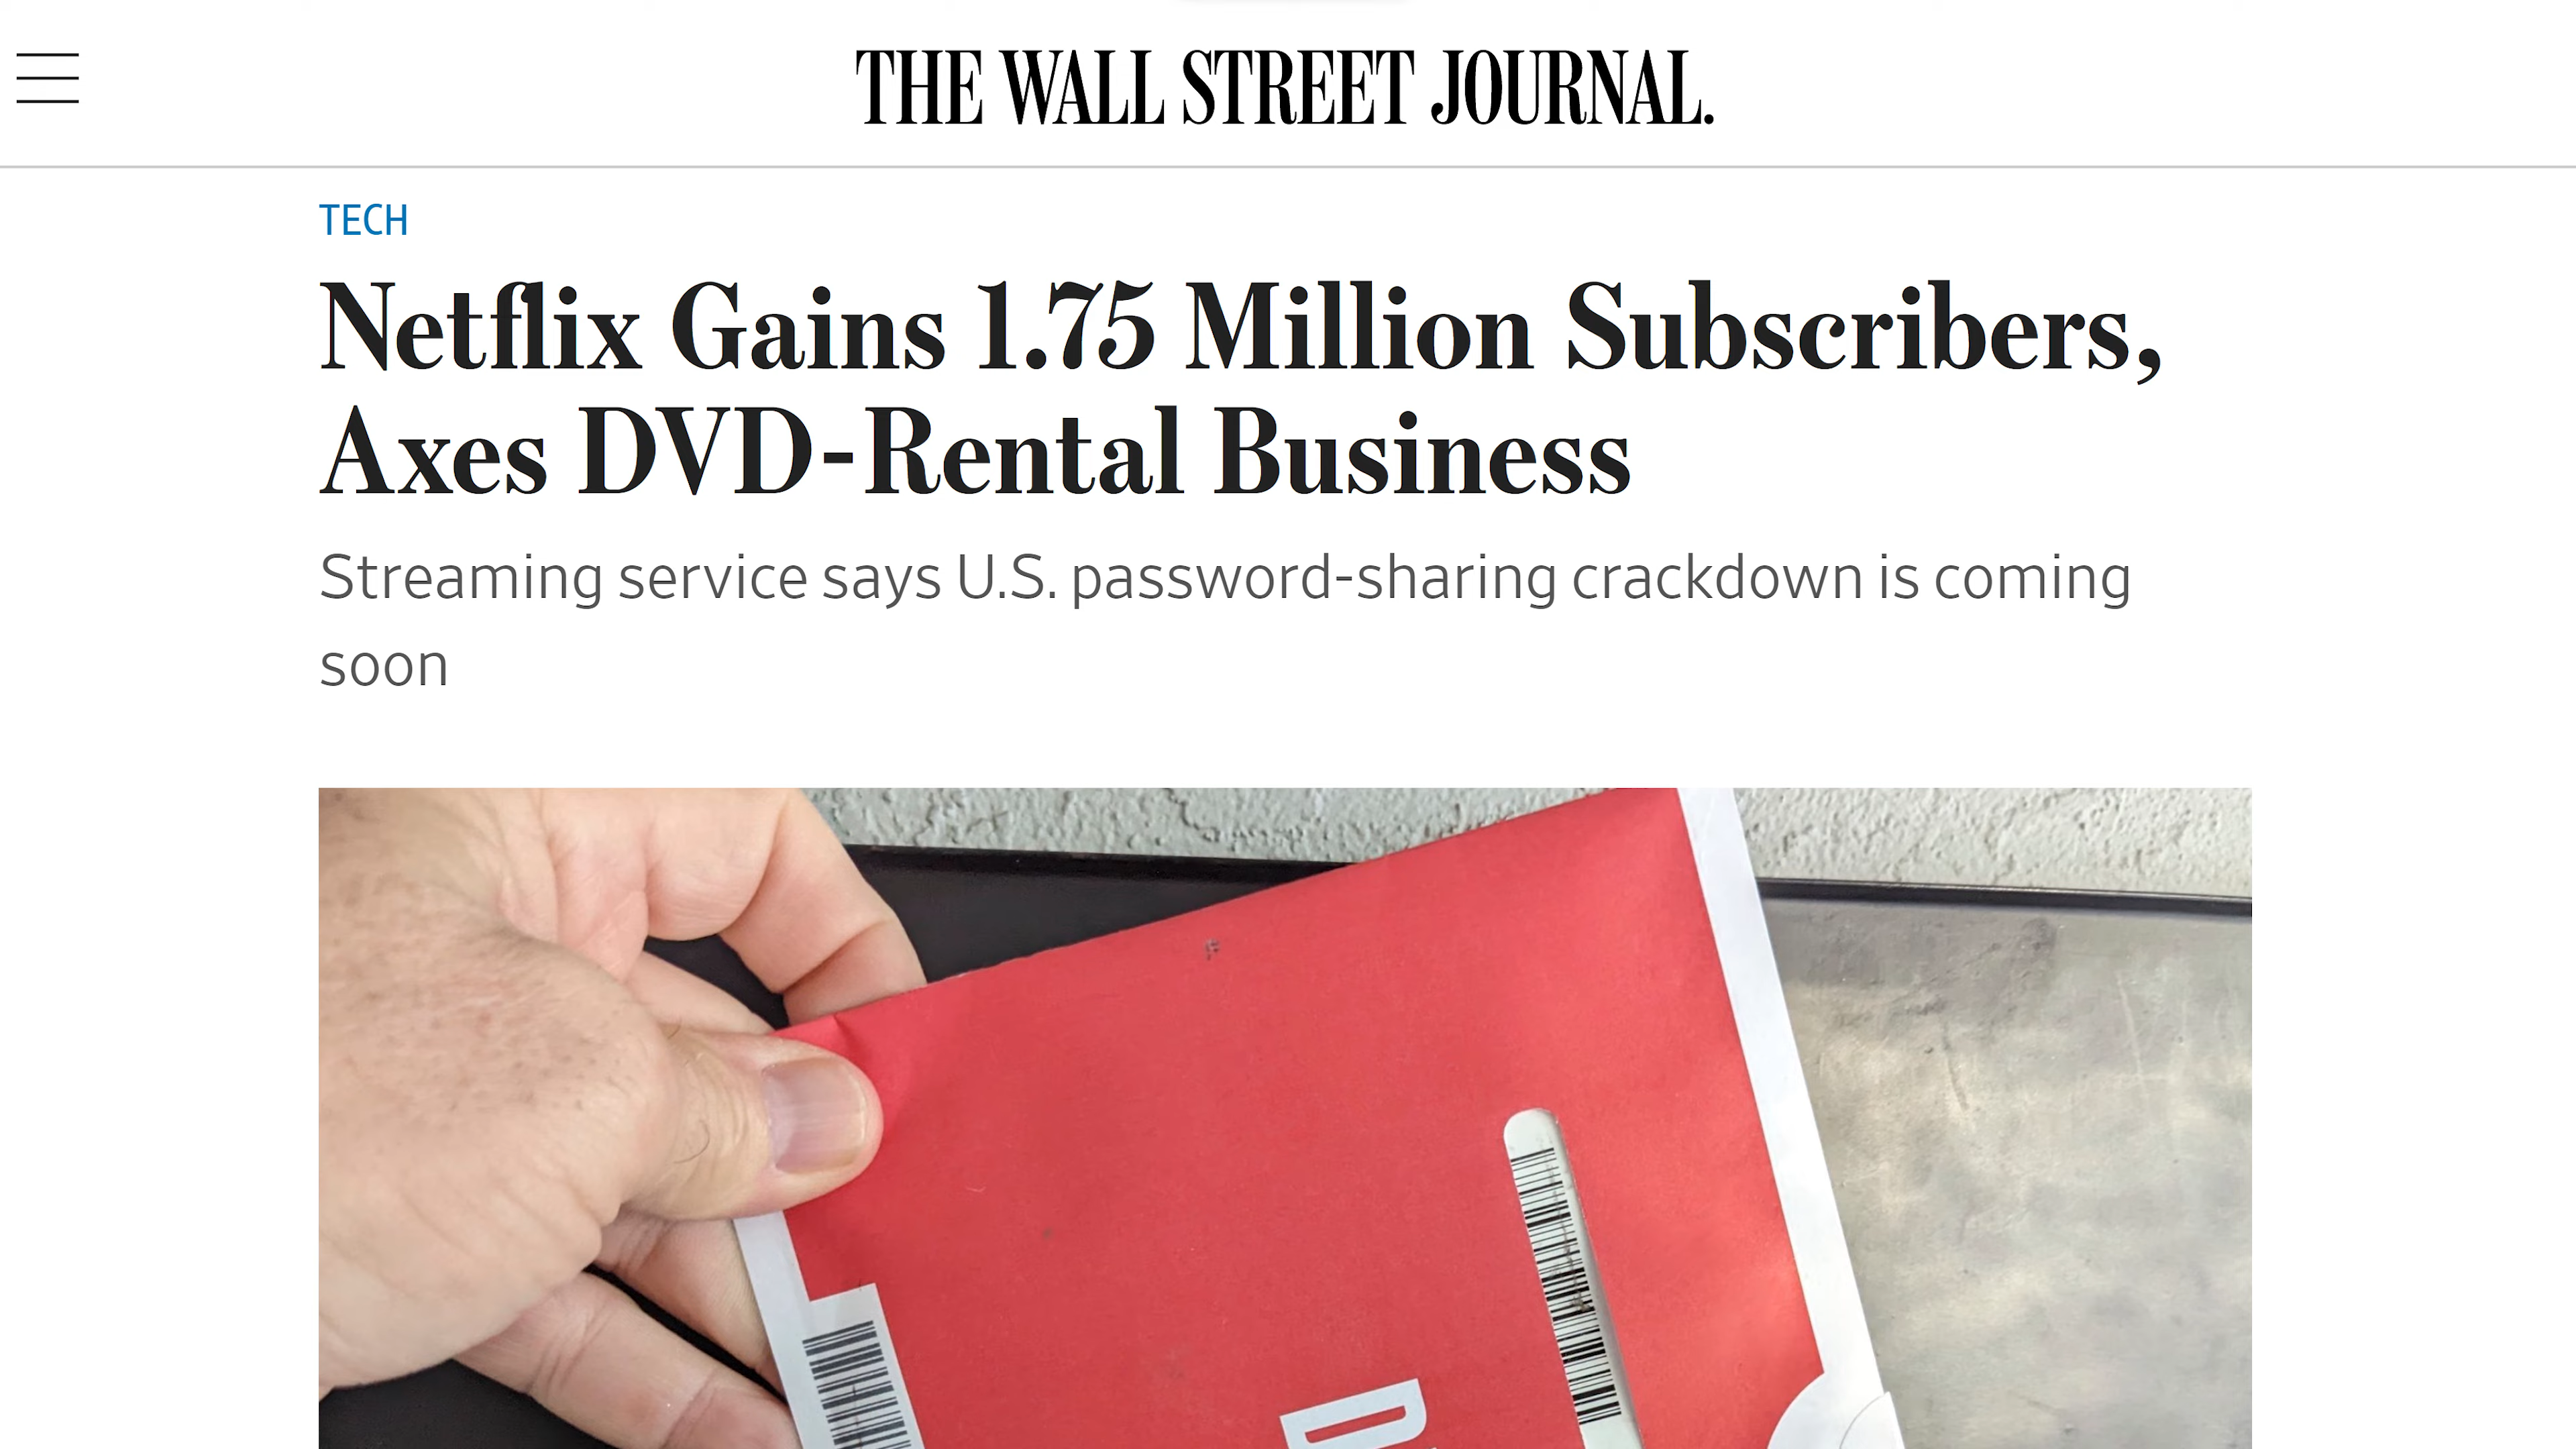 THE WALL STREET JOURNAL.
TECH
Netflix Gains 1.75 Million Subscribers,
Axes DVD-Rental Business
Streaming service says U.S. password-sharing crackdown is coming
soon